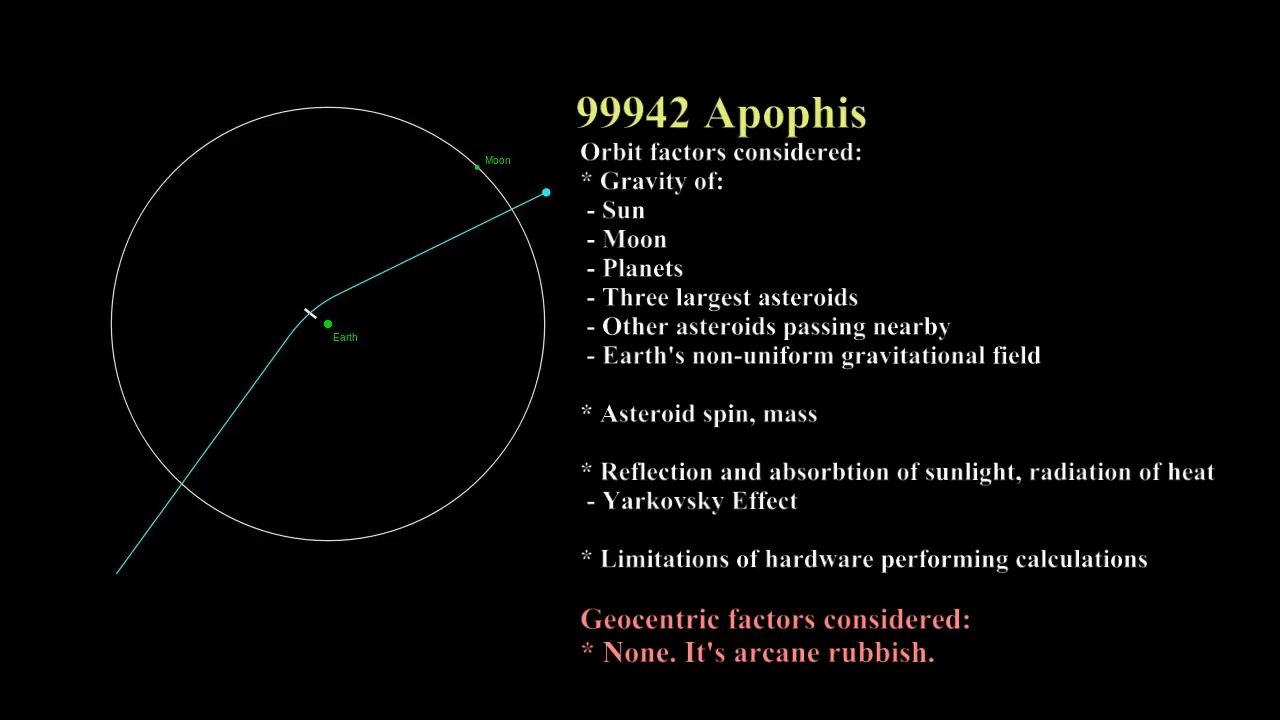 99942 Apophis
Orbit factors considered:
* Gravity of:
- Sun
- Moon
- Planets
- Three largest asteroids
- Other asteroids passing nearby
- Earth's non-uniform gravitational field
* Asteroid spin, mass
* Reflection and absorbtion of sunlight, radiation of heat
- Yarkovsky Effect
* Limitations of hardware performing calculations
Geocentric factors considered:
* None. It's arcane rubbish.
Moon
Earth